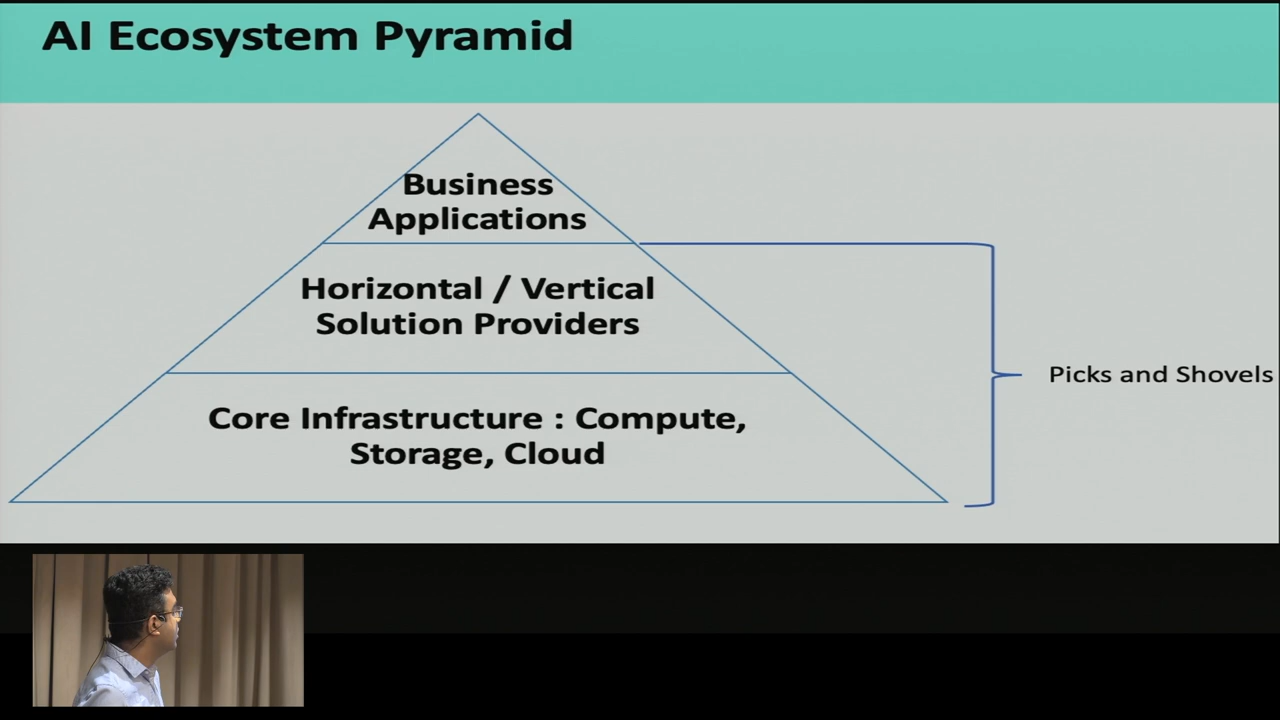 AI Ecosystem Pyramid
Business
Applications
Horizontal / Vertical
Solution Providers
Core Infrastructure : Compute,
Storage, Cloud
Picks and Shovels